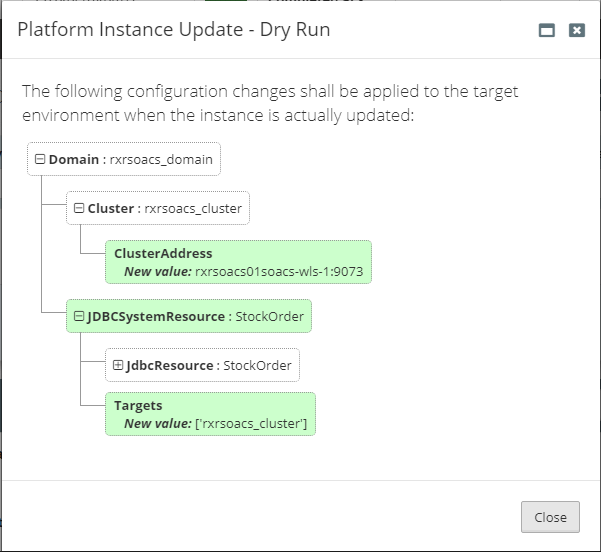 Platform Instance Update - Dry Run
The following configuration changes shall be applied to the target
environment when the instance is actually updated:
Domain : rxrsoacs_domain
Cluster : rxrsoacs_cluster
ClusterAddress
New value: rxrsoacs01soacs-wls-1:9073
JDBCSystemResource : StockOrder
JdbcResource : StockOrder
Targets
New value: ['rxrsoacs_cluster']
Close